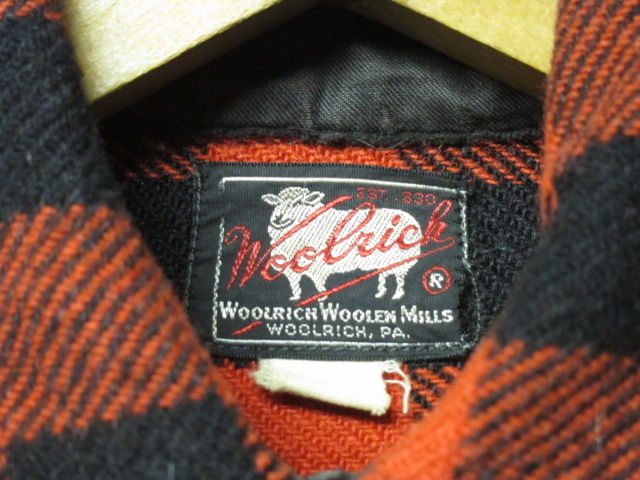 EST. 1830
Woolrich
®
WOOLRICH WOOLEN MILLS
WOOLRICH, PA.